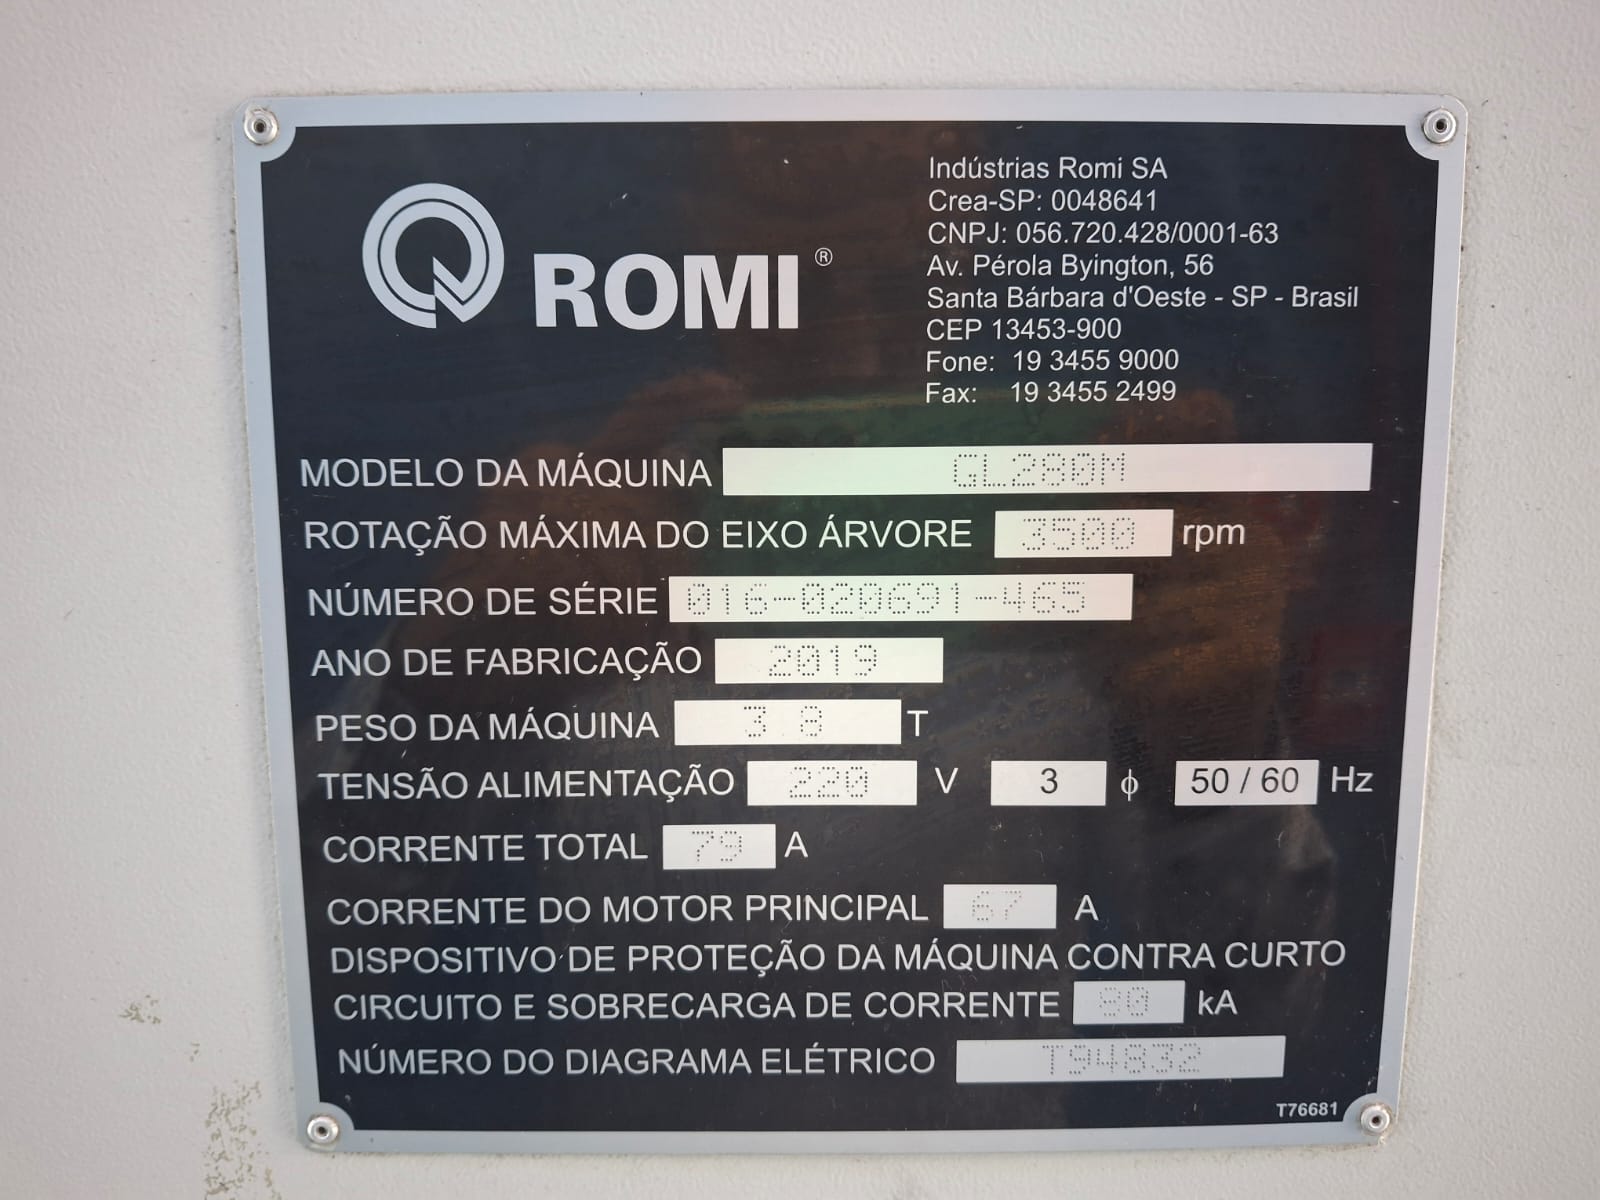 Indústrias Romi SA
Crea-SP: 0048641
CNPJ: 056.720.428/0001-63
Av. Pérola Byington, 56
Santa Bárbara d'Oeste - SP - Brasil
CEP 13453-900
Fone: 19 3455 9000
Fax: 19 3455 2499
ROMI®
MODELO DA MÁQUINA GL280M
ROTAÇÃO MÁXIMA DO EIXO ÁRVORE 3500 rpm
NÚMERO DE SÉRIE 016-020691-465
ANO DE FABRICAÇÃO 2019
PESO DA MÁQUINA 3 8 T
TENSÃO ALIMENTAÇÃO 220 V 3 ϕ 50 / 60 Hz
CORRENTE TOTAL 79 A
CORRENTE DO MOTOR PRINCIPAL 67 A
DISPOSITIVO DE PROTEÇÃO DA MÁQUINA CONTRA CURTO
CIRCUITO E SOBRECARGA DE CORRENTE kA
NÚMERO DO DIAGRAMA ELÉTRICO T94832
T76681